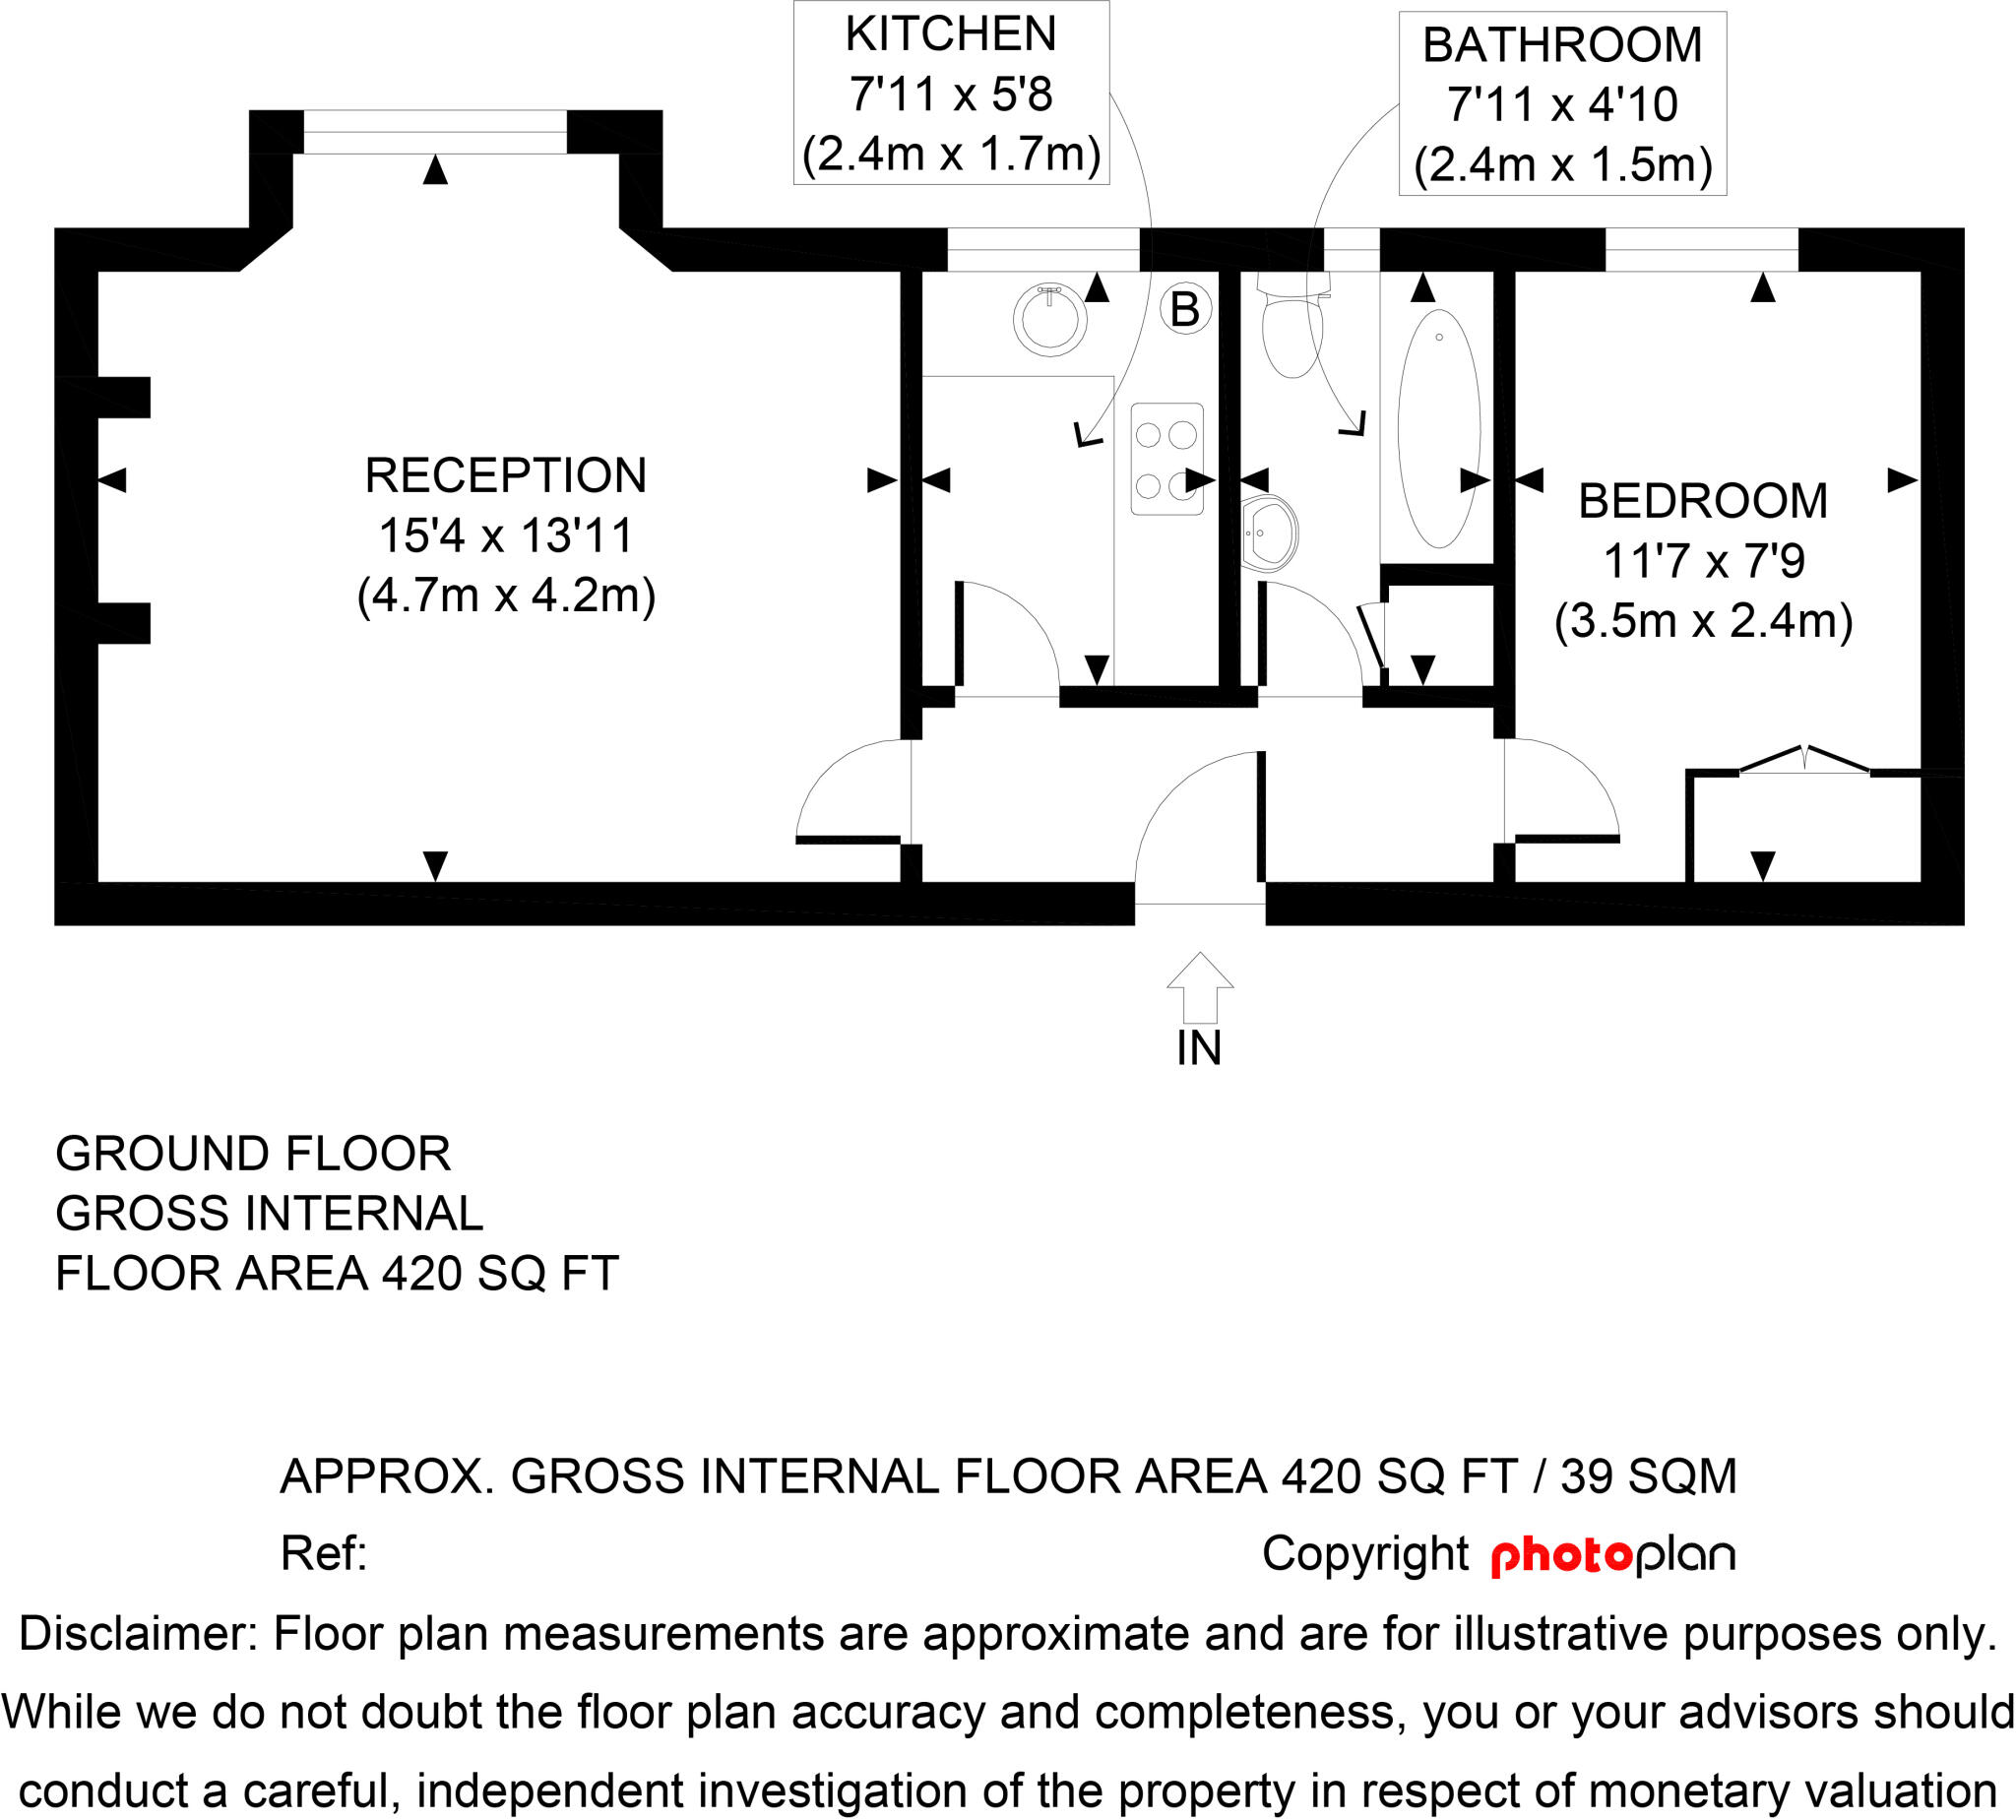 KITCHEN
7'11 x 5'8
(2.4m x 1.7m)
BATHROOM
7'11 x 4'10
(2.4m x 1.5m)
B
RECEPTION
15'4 x 13'11
(4.7m x 4.2m)
BEDROOM
11'7 x 7'9
(3.5m x 2.4m)
IN
GROUND FLOOR
GROSS INTERNAL
FLOOR AREA 420 SQ FT
APPROX. GROSS INTERNAL FLOOR AREA 420 SQ FT / 39 SQM
Ref: Copyright photoplan
Disclaimer: Floor plan measurements are approximate and are for illustrative purposes only.
While we do not doubt the floor plan accuracy and completeness, you or your advisors should
conduct a careful, independent investigation of the property in respect of monetary valuation